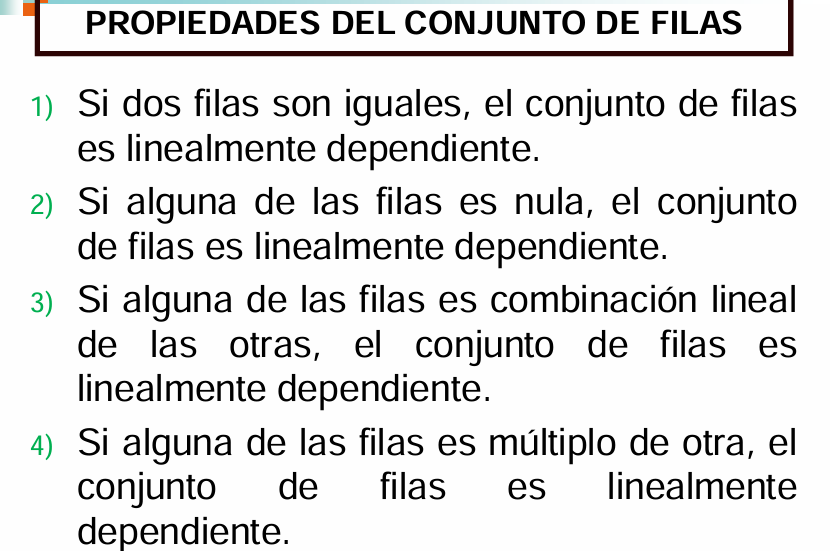 PROPIEDADES DEL CONJUNTO DE FILAS
1) Si dos filas son iguales, el conjunto de filas
es linealmente dependiente.
2) Si alguna de las filas es nula, el conjunto
de filas es linealmente dependiente.
3) Si alguna de las filas es combinación lineal
de las otras, el conjunto de filas es
linealmente dependiente.
4) Si alguna de las filas es múltiplo de otra, el
conjunto de filas es linealmente
dependiente.